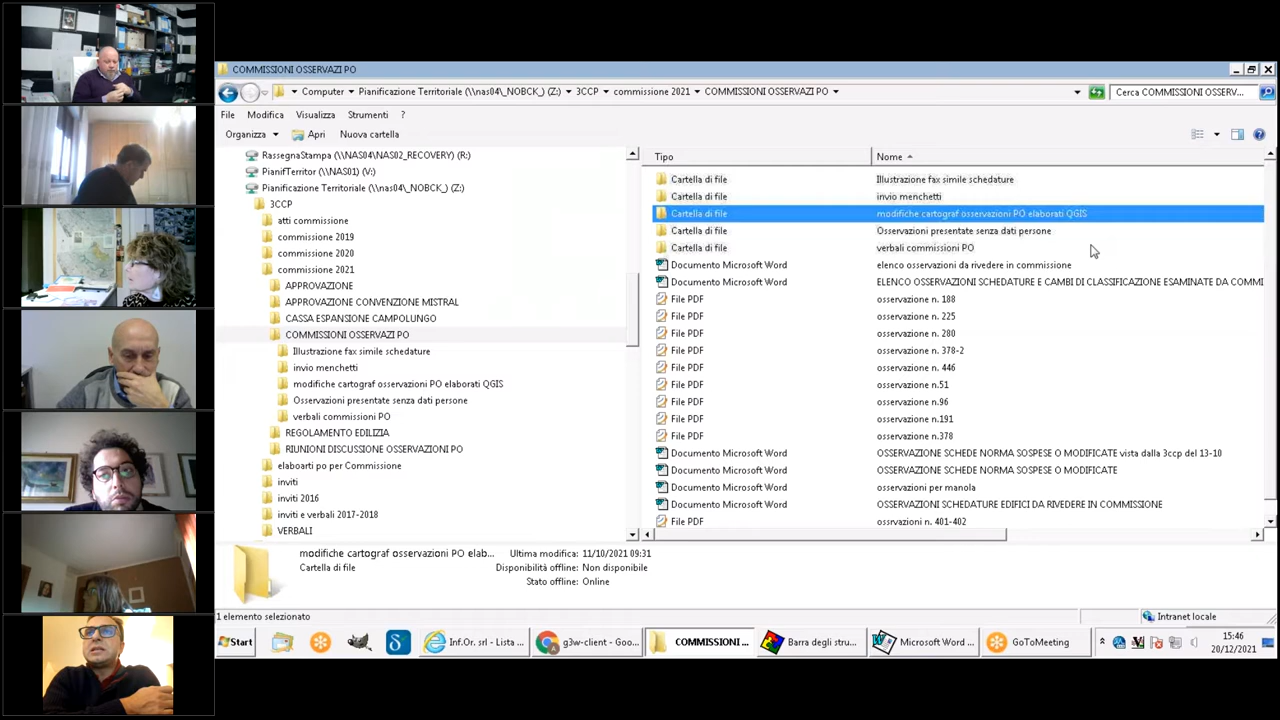 COMMISSIONI OSSERVAZI PO
Computer Pianificazione Territoriale (\\nas04\_NOBCK_) (Z:) 3CCP commissione 2021 COMMISSIONI OSSERVAZI PO
Cerca COMMISSIONI OSSERV...
File Modifica Visualizza Strumenti ?
Organizza Apri Nuova cartella
RassegnaStampa (\\NAS04\NAS02_RECOVERY) (R:)
PianifTerritor (\\NAS01) (V:)
Pianificazione Territoriale (\\nas04\_NOBCK_) (Z:)
3CCP
atti commissione
commissione 2019
commissione 2020
commissione 2021
APPROVAZIONE
APPROVAZIONE CONVENZIONE MISTRAL
CASSA ESPANSIONE CAMPOLUNGO
COMMISSIONI OSSERVAZI PO
Illustrazione fax simile schedature
invio menchetti
modifiche cartograf osservazioni PO elaborati QGIS
Osservazioni presentate senza dati persone
verbali commissioni PO
REGOLAMENTO EDILIZIA
RIUNIONI DISCUSSIONE OSSERVAZIONI PO
elaboarti po per Commissione
inviti
inviti 2016
inviti e verbali 2017-2018
VERBALI
Tipo Nome
Cartella di file Illustrazione fax simile schedature
Cartella di file invio menchetti
Cartella di file modifiche cartograf osservazioni PO elaborati QGIS
Cartella di file Osservazioni presentate senza dati persone
Cartella di file verbali commissioni PO
Documento Microsoft Word elenco osservazioni da rivedere in commissione
Documento Microsoft Word ELENCO OSSERVAZIONI SCHEDATURE E CAMBI DI CLASSIFICAZIONE ESAMINATE DA COMMI
File PDF osservazione n. 188
File PDF osservazione n. 225
File PDF osservazione n. 280
File PDF osservazione n. 378-2
File PDF osservazione n. 446
File PDF osservazione n.51
File PDF osservazione n.96
File PDF osservazione n.191
File PDF osservazione n.378
Documento Microsoft Word OSSERVAZIONE SCHEDE NORMA SOSPESE O MODIFICATE vista dalla 3ccp del 13-10
Documento Microsoft Word OSSERVAZIONE SCHEDE NORMA SOSPESE O MODIFICATE
Documento Microsoft Word osservazioni per manola
Documento Microsoft Word OSSERVAZIONI SCHEDATURE EDIFICI DA RIVEDERE IN COMMISSIONE
File PDF ossrvazioni n. 401-402
modifiche cartograf osservazioni PO elab... Ultima modifica: 11/10/2021 09:31
Cartella di file Disponibilità offline: Non disponibile
Stato offline: Online
1 elemento selezionato
Intranet locale
Start
Inf.Or. srl - Lista ...
g3w-client - Goo...
COMMISSIONI ...
Barra degli stru...
Microsoft Word ...
GoToMeeting
15:46
20/12/2021